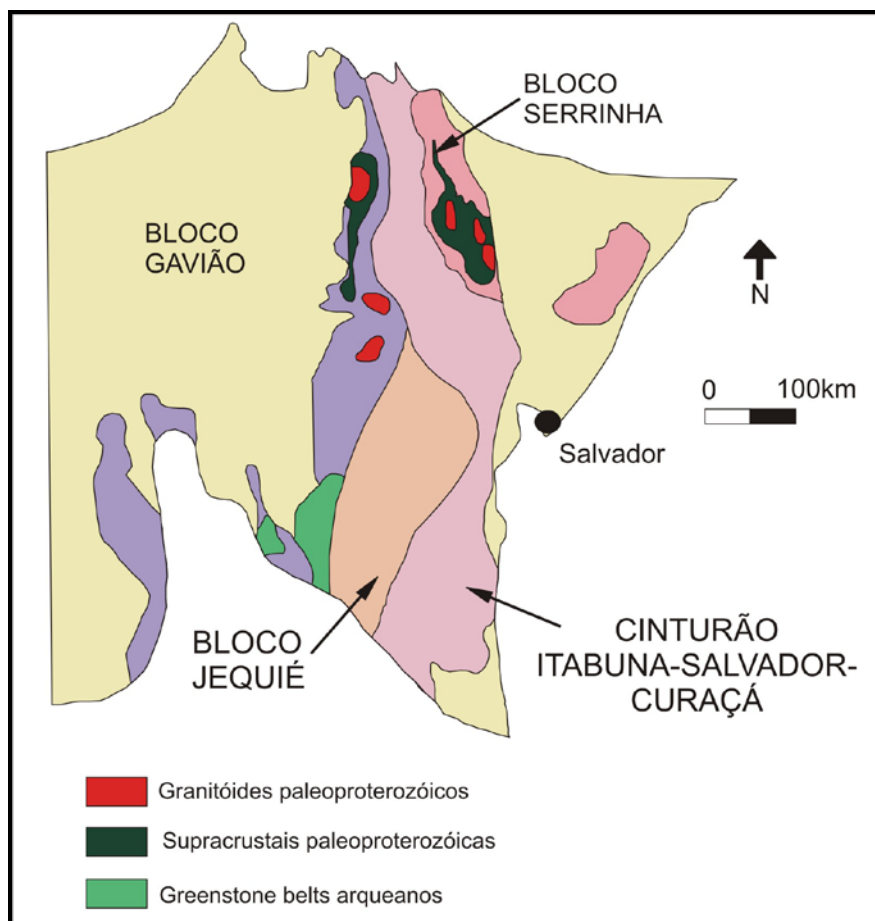 BLOCO
SERRINHA
BLOCO
GAVIÃO
N
0 100km
Salvador
BLOCO
JEQUIÉ
CINTURÃO
ITABUNA-SALVADOR-
CURAÇÁ
Granitóides paleoproterozóicos
Supracrustais paleoproterozóicas
Greenstone belts arqueanos